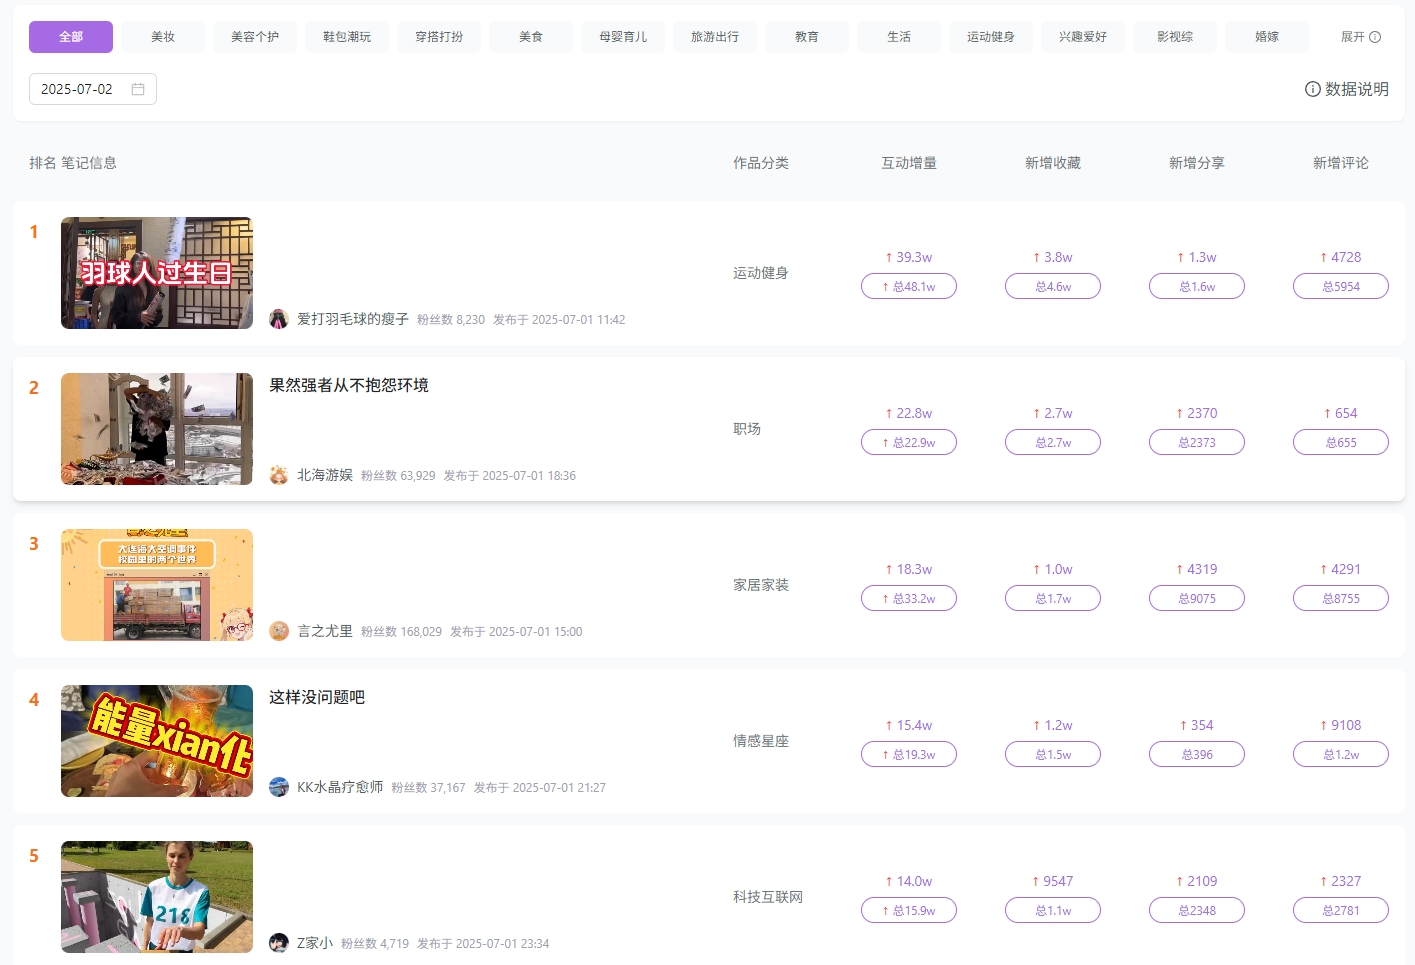 全部 美妆 美容个护 鞋包潮玩 穿搭打扮 美食 母婴育儿 旅游出行 教育 生活 运动健身 兴趣爱好 影视综 婚嫁 展开
2025-07-02 数据说明
排名 笔记信息 作品分类 互动增量 新增收藏 新增分享 新增评论
1
羽球人过生日
爱打羽毛球的瘦子 粉丝数 8,230 发布于 2025-07-01 11:42
运动健身
↑ 39.3w ↑ 3.8w ↑ 1.3w ↑ 4728
↑ 总48.1w 总4.6w 总1.6w 总5954
2
果然强者从不抱怨环境
北海游娱 粉丝数 63,929 发布于 2025-07-01 18:36
职场
↑ 22.8w ↑ 2.7w ↑ 2370 ↑ 654
↑ 总22.9w 总2.7w 总2373 总655
3
大连海大空调事件
校园里的两个世界
言之尤里 粉丝数 168,029 发布于 2025-07-01 15:00
家居家装
↑ 18.3w ↑ 1.0w ↑ 4319 ↑ 4291
↑ 总33.2w 总1.7w 总9075 总8755
4
能量xian化
这样没问题吧
KK水晶疗愈师 粉丝数 37,167 发布于 2025-07-01 21:27
情感星座
↑ 15.4w ↑ 1.2w ↑ 354 ↑ 9108
↑ 总19.3w 总1.5w 总396 总1.2w
5
218
Z家小 粉丝数 4,719 发布于 2025-07-01 23:34
科技互联网
↑ 14.0w ↑ 9547 ↑ 2109 ↑ 2327
↑ 总15.9w 总1.1w 总2348 总2781